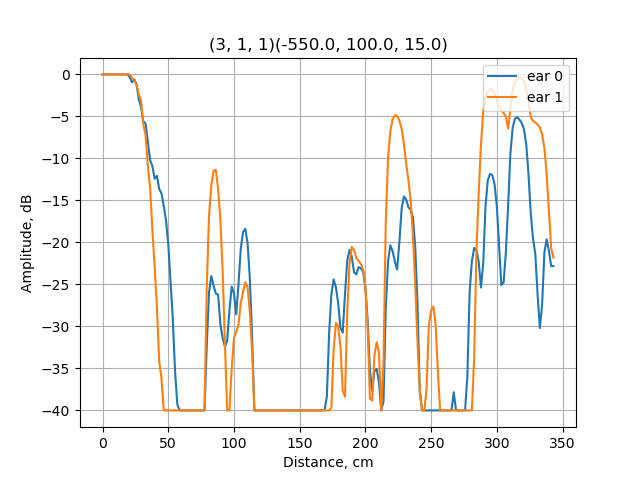 (3, 1, 1)(-550.0, 100.0, 15.0)
ear 0
ear 1
0
−5
−10
−15
−20
−25
−30
−35
−40
Amplitude, dB
0 50 100 150 200 250 300 350
Distance, cm